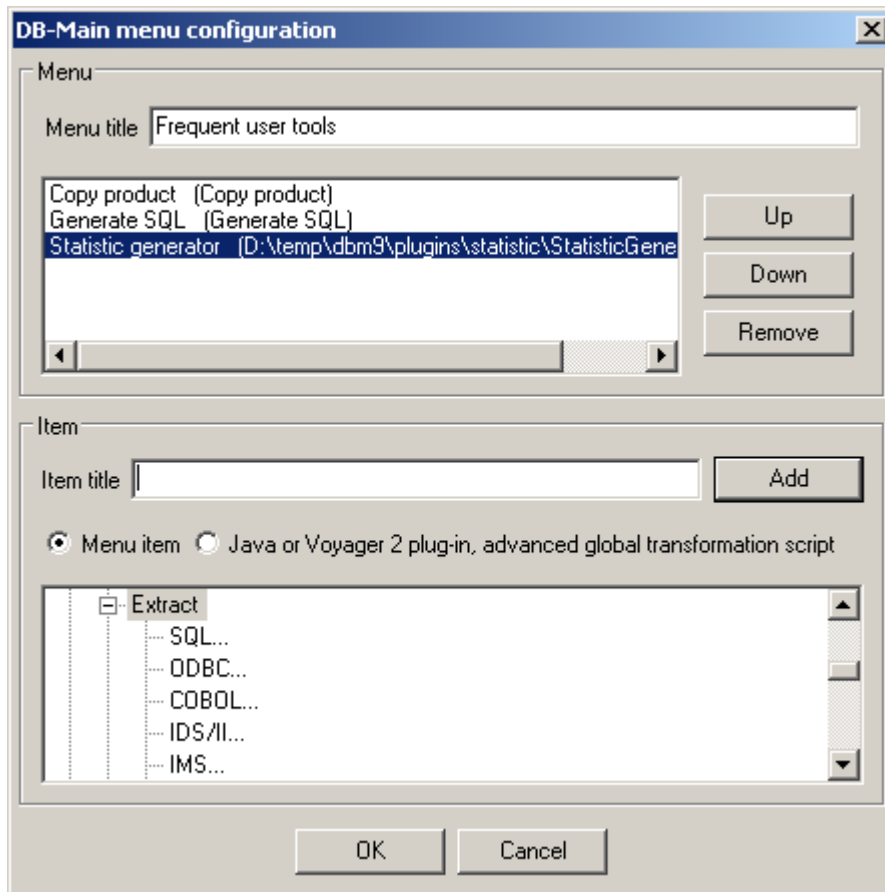 DB-Main menu configuration
Menu
Menu title Frequent user tools
Copy product (Copy product)
Generate SQL (Generate SQL)
Statistic generator (D:\temp\dbm9\plugins\statistic\StatisticGene
Up
Down
Remove
Item
Item title
Add
Menu item Java or Voyager 2 plug-in, advanced global transformation script
Extract
SQL...
ODBC...
COBOL...
IDS/II...
IMS...
OK Cancel